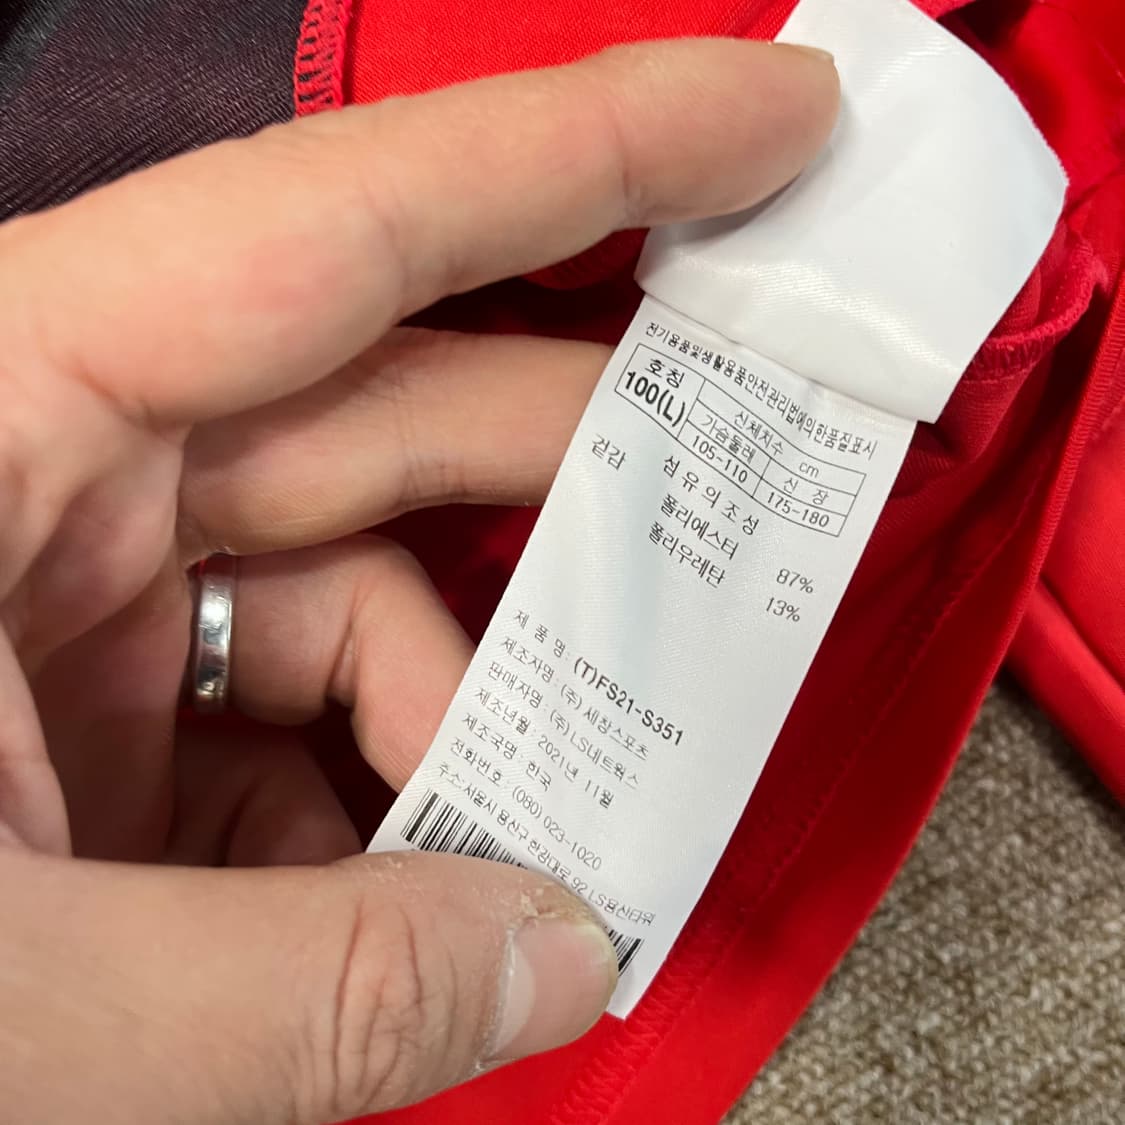 전기용품및생활용품안전관리법에의한품질표시
호칭 신체치수 cm
100(L) 가슴둘레 신 장
105-110 175-180
겉감 섬 유 의 조 성
폴리에스터 87%
폴리우레탄 13%
제 품 명 : (T)FS21-S351
제조자명 : (주) 세창스포츠
판매자명 : (주)LS네트웍스
제조년월 : 2021년 11월
제조국명 : 한국
전화번호 : (080) 023-1020
주소: 서울시 용산구 한강대로 92 LS용산타워